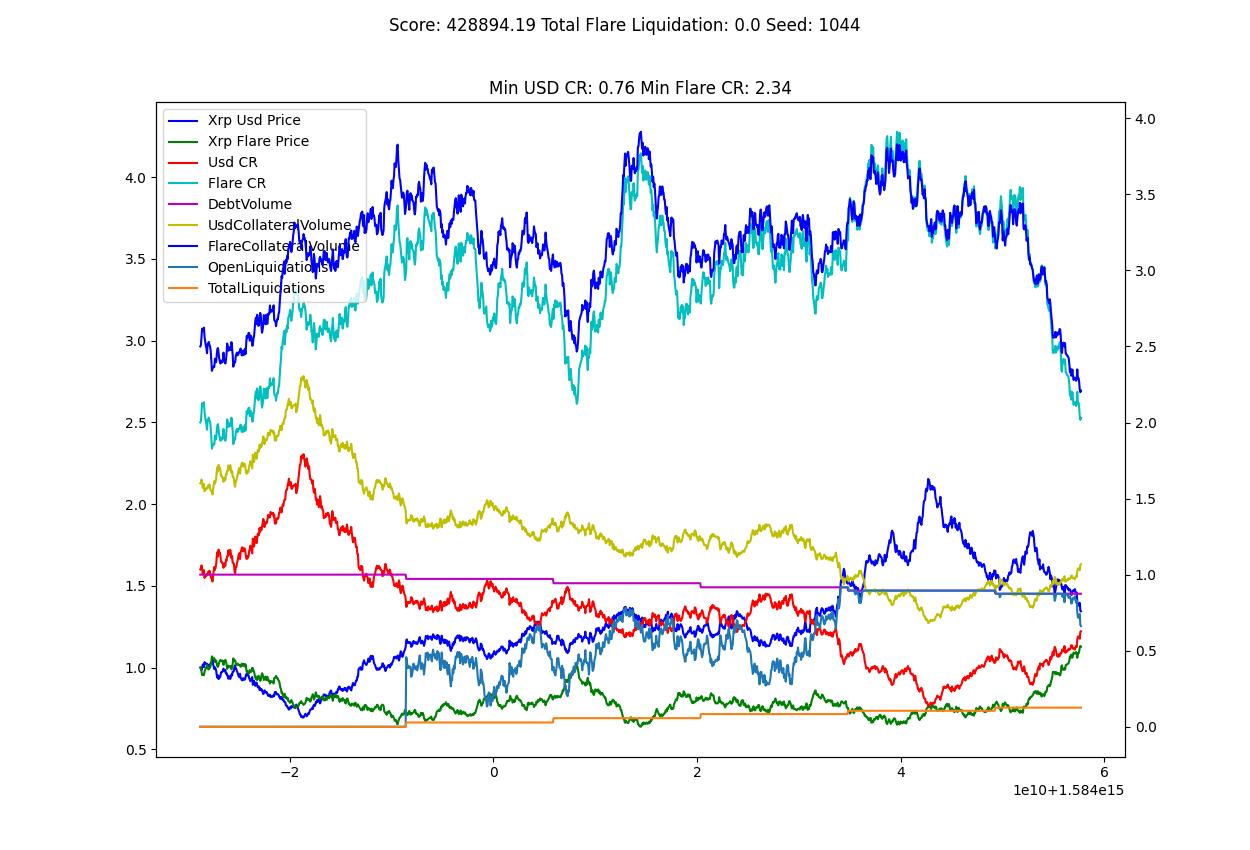 Score: 428894.19 Total Flare Liquidation: 0.0 Seed: 1044
Min USD CR: 0.76 Min Flare CR: 2.34
Xrp Usd Price
Xrp Flare Price
Usd CR
Flare CR
DebtVolume
UsdCollateralVolume
FlareCollateralVolume
OpenLiquidations
TotalLiquidations
4.0
3.5
3.0
2.5
2.0
1.5
1.0
0.5
4.0
3.5
3.0
2.5
2.0
1.5
1.0
0.5
0.0
−2 0 2 4 6
1e10+1.584e15